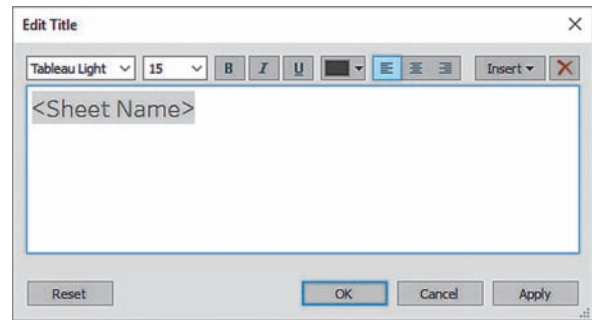 Edit Title
Tableau Light 15 B I U Insert
<Sheet Name>
Reset OK Cancel Apply